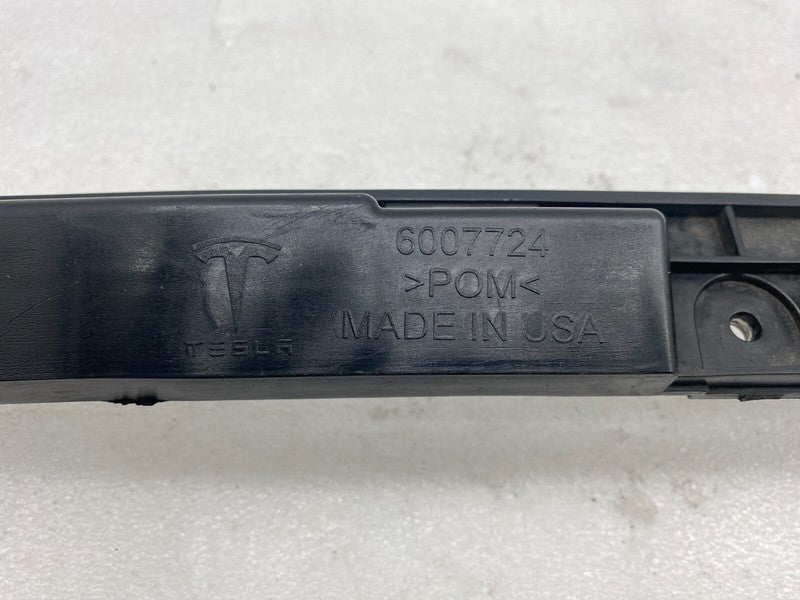 6007724
>POM<
MADE IN USA
TESLA